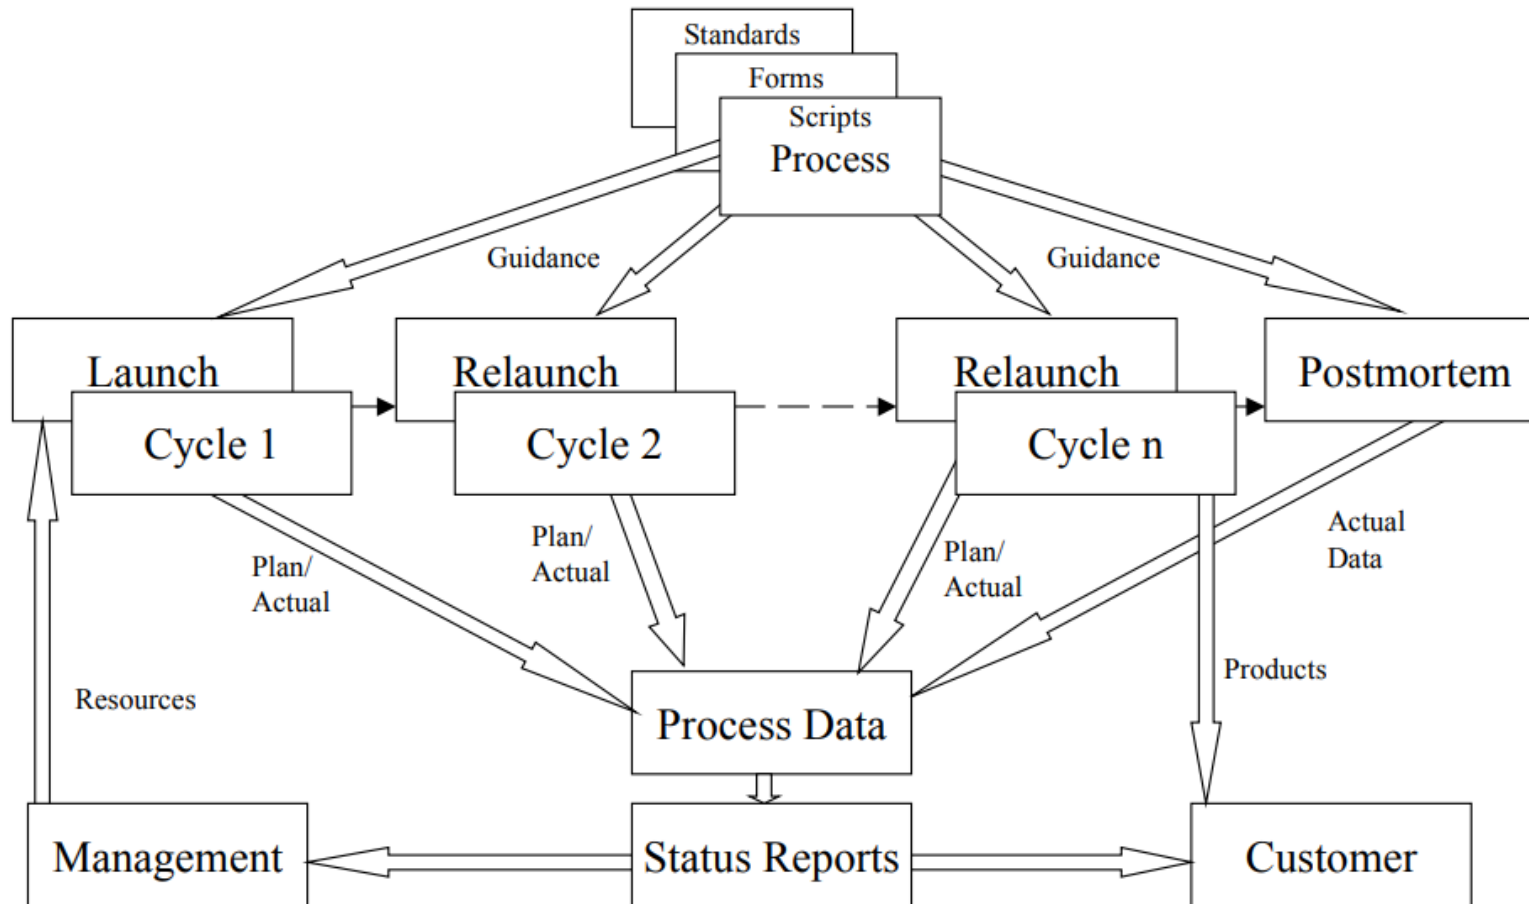 Standards
Forms
Scripts
Process
Guidance
Guidance
Launch
Relaunch
Relaunch
Postmortem
Cycle 1
Cycle 2
Cycle n
Plan/
Actual
Plan/
Actual
Plan/
Actual
Actual
Data
Resources
Products
Process Data
Management
Status Reports
Customer